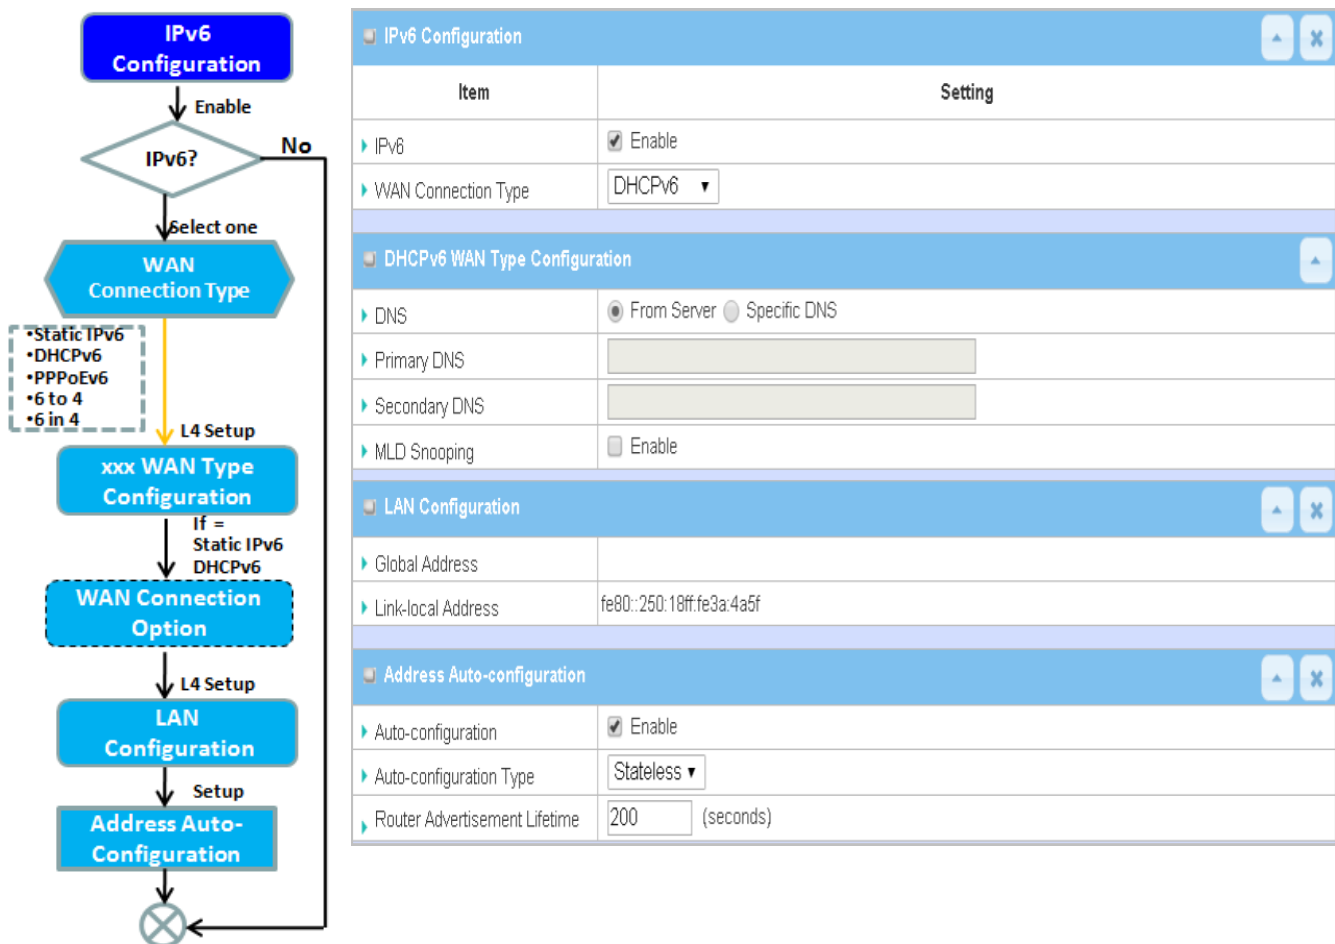 IPv6
Configuration
Enable
IPv6?
No
Select one
WAN
Connection Type
•Static IPv6
•DHCPv6
•PPPoEv6
•6 to 4
•6 in 4
L4 Setup
xxx WAN Type
Configuration
If =
Static IPv6
DHCPv6
WAN Connection
Option
L4 Setup
LAN
Configuration
Setup
Address Auto-
Configuration
IPv6 Configuration
Item Setting
IPv6 Enable
WAN Connection Type DHCPv6
DHCPv6 WAN Type Configuration
DNS From Server Specific DNS
Primary DNS
Secondary DNS
MLD Snooping Enable
LAN Configuration
Global Address
Link-local Address fe80::250:18ff:fe3a:4a5f
Address Auto-configuration
Auto-configuration Enable
Auto-configuration Type Stateless
Router Advertisement Lifetime 200 (seconds)